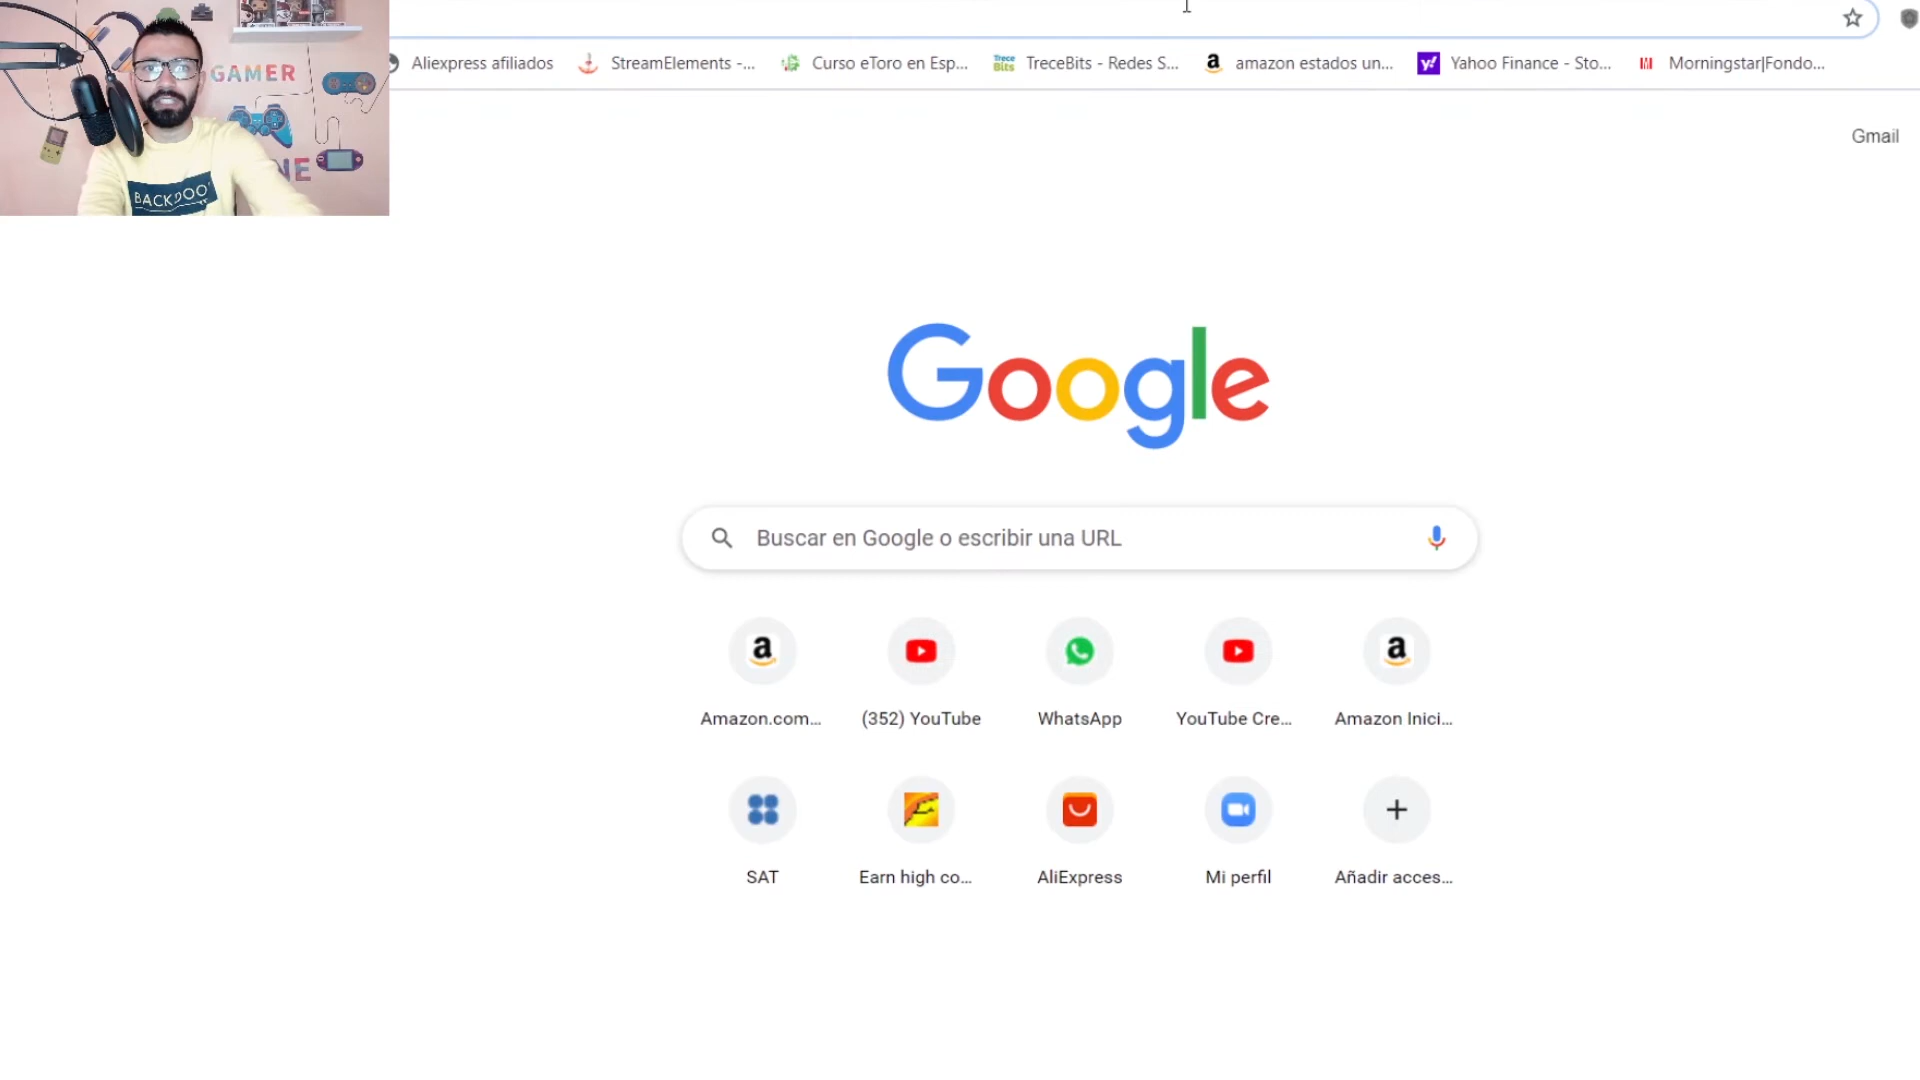 GAMER
BACKDOO
Aliexpress afiliados
StreamElements -...
Curso eToro en Esp...
Trece Bits
TreceBits - Redes S...
amazon estados un...
Yahoo Finance - Sto...
Morningstar|Fondo...
Gmail
Google
Buscar en Google o escribir una URL
Amazon.com...
(352) YouTube
WhatsApp
YouTube Cre...
Amazon Inici...
SAT
Earn high co...
AliExpress
Mi perfil
Añadir acces...